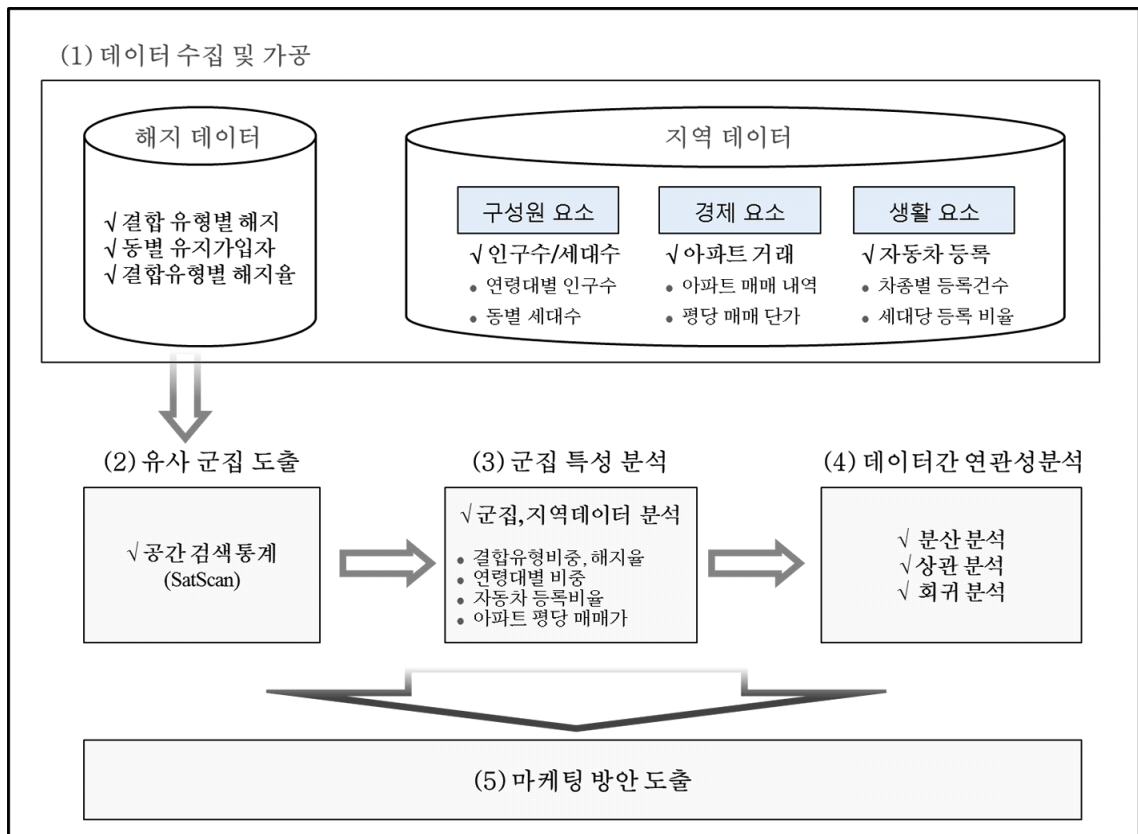 (1) 데이터 수집 및 가공
해지 데이터
√ 결합 유형별 해지
√ 동별 유지가입자
√ 결합유형별 해지율
지역 데이터
구성원 요소
√ 인구수/세대수
• 연령대별 인구수
• 동별 세대수
경제 요소
√ 아파트 거래
• 아파트 매매 내역
• 평당 매매 단가
생활 요소
√ 자동차 등록
• 차종별 등록건수
• 세대당 등록 비율
(2) 유사 군집 도출
√ 공간 검색통계
(SatScan)
(3) 군집 특성 분석
√ 군집,지역데이터 분석
• 결합유형비중, 해지율
• 연령대별 비중
• 자동차 등록비율
• 아파트 평당 매매가
(4) 데이터간 연관성분석
√ 분산 분석
√ 상관 분석
√ 회귀 분석
(5) 마케팅 방안 도출